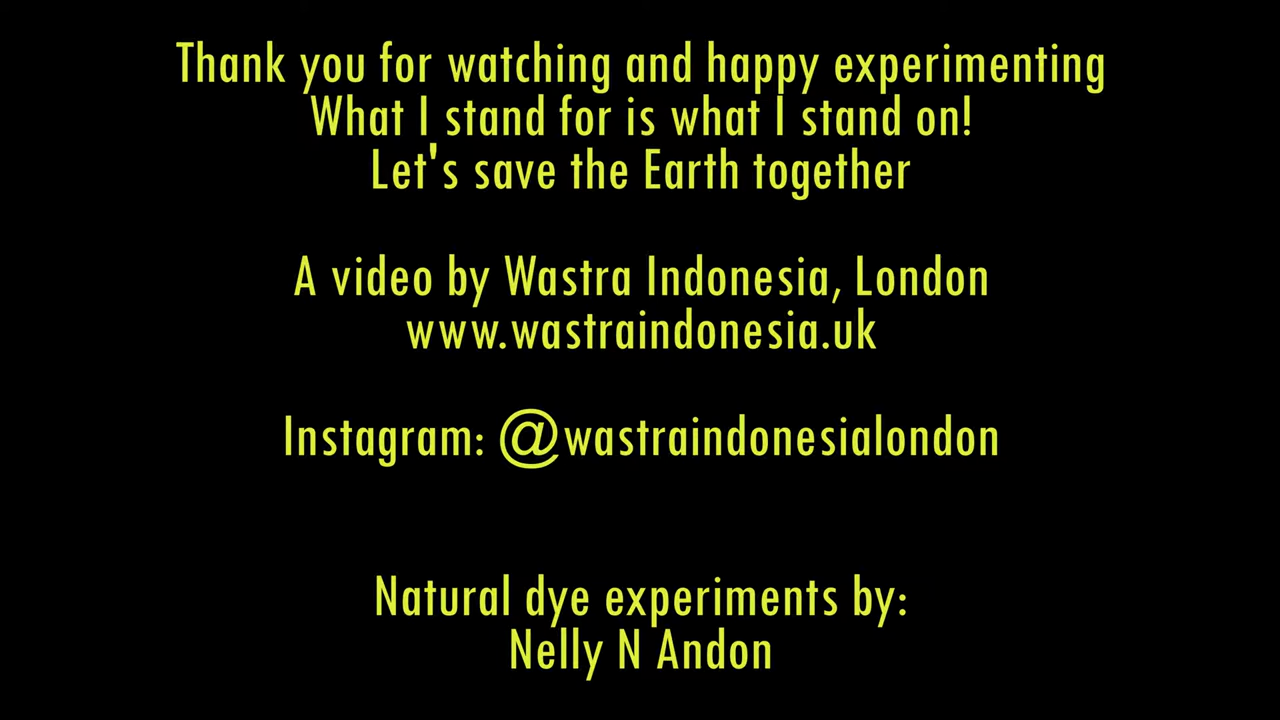 Thank you for watching and happy experimenting
What I stand for is what I stand on!
Let's save the Earth together
A video by Wastra Indonesia, London
www.wastraindonesia.uk
Instagram: @wastraindonesialondon
Natural dye experiments by:
Nelly N Andon